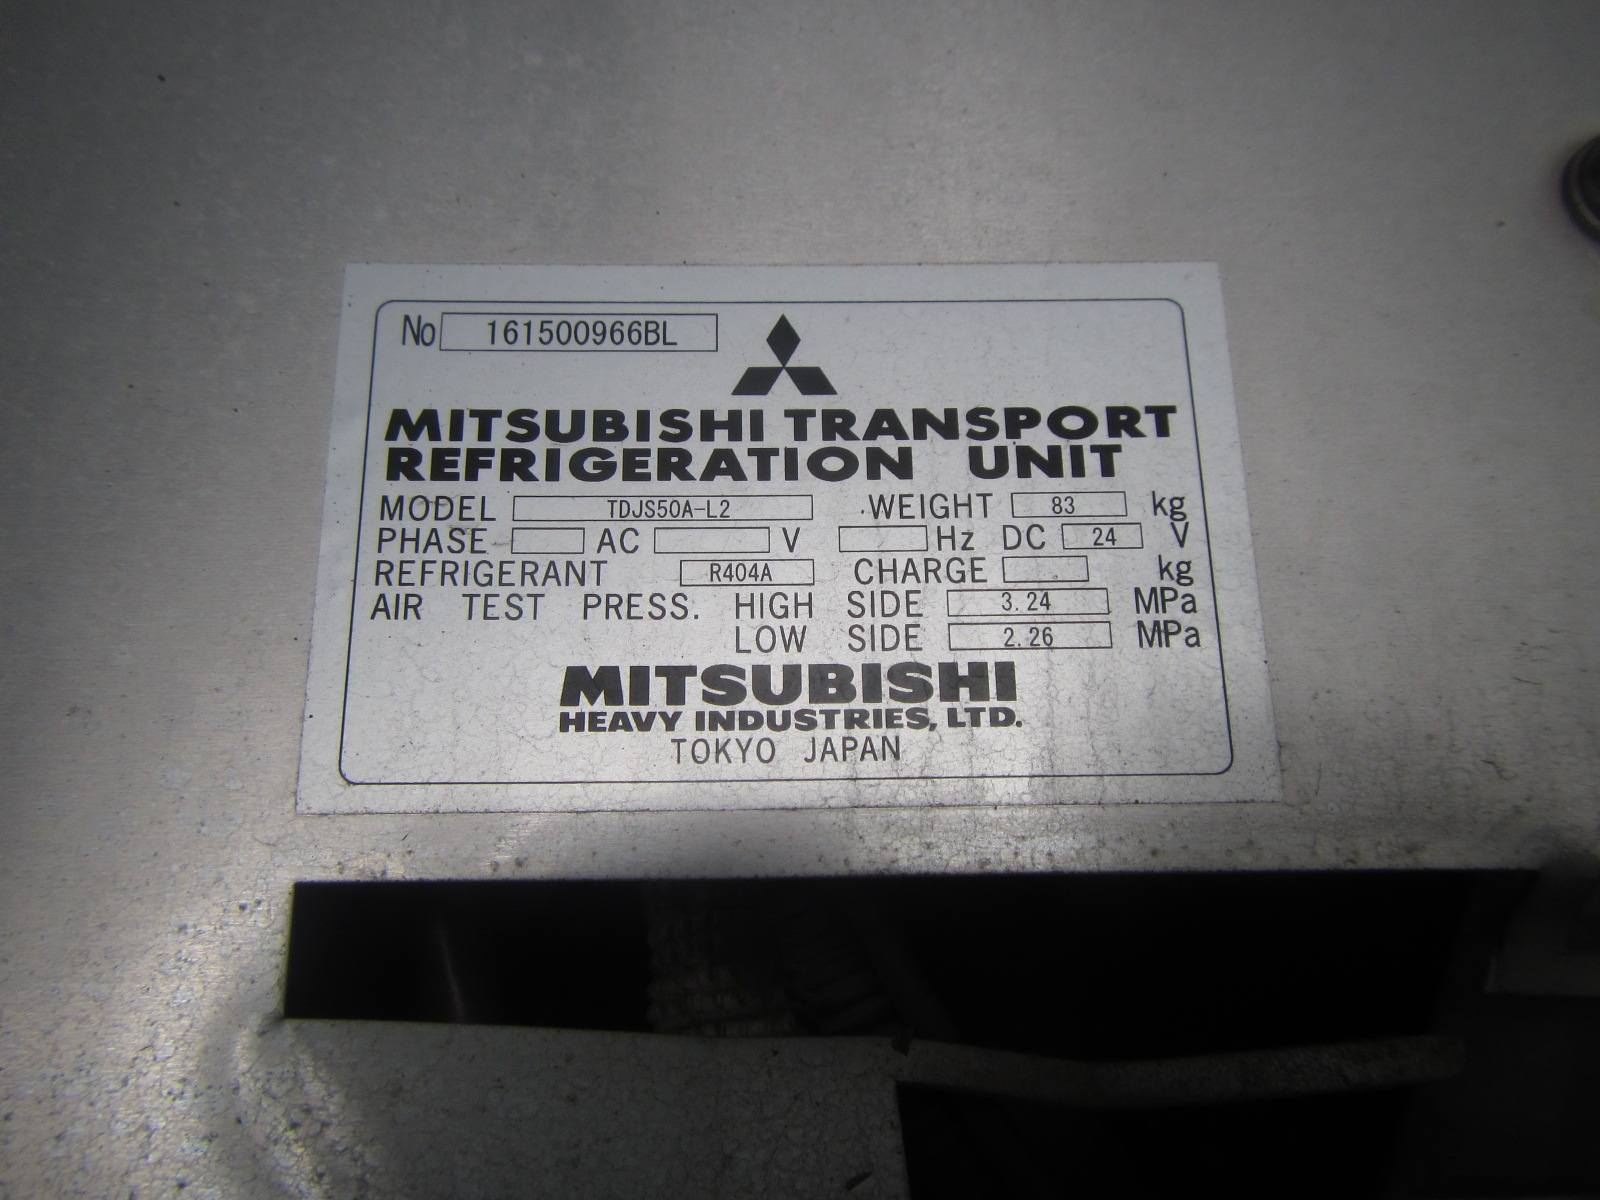 No 161500966BL
MITSUBISHI TRANSPORT
REFRIGERATION UNIT
MODEL TDJS50A-L2 WEIGHT 83 kg
PHASE AC V Hz DC 24 V
REFRIGERANT R404A CHARGE kg
AIR TEST PRESS. HIGH SIDE 3.24 MPa
LOW SIDE 2.26 MPa
MITSUBISHI
HEAVY INDUSTRIES, LTD.
TOKYO JAPAN